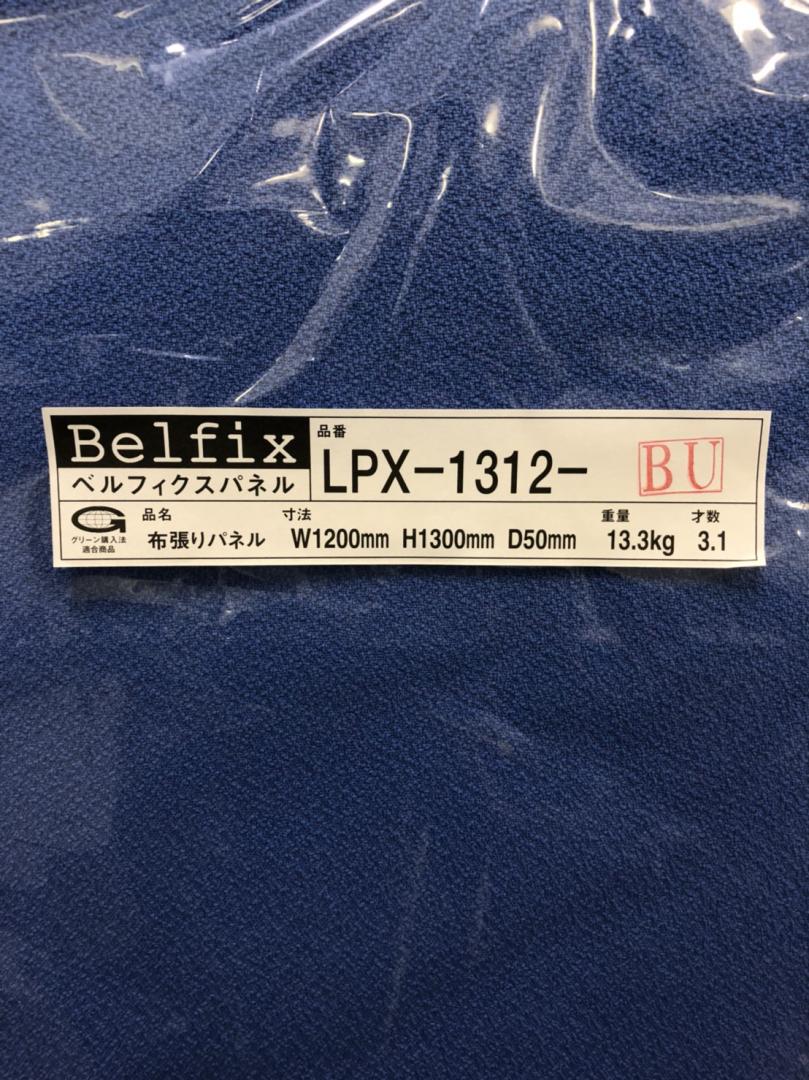 Belfix
ベルフィクスパネル
品番
LPX-1312- BU
G
グリーン購入法
適合商品
品名
布張りパネル
寸法
W1200mm H1300mm D50mm
重量
13.3kg
才数
3.1